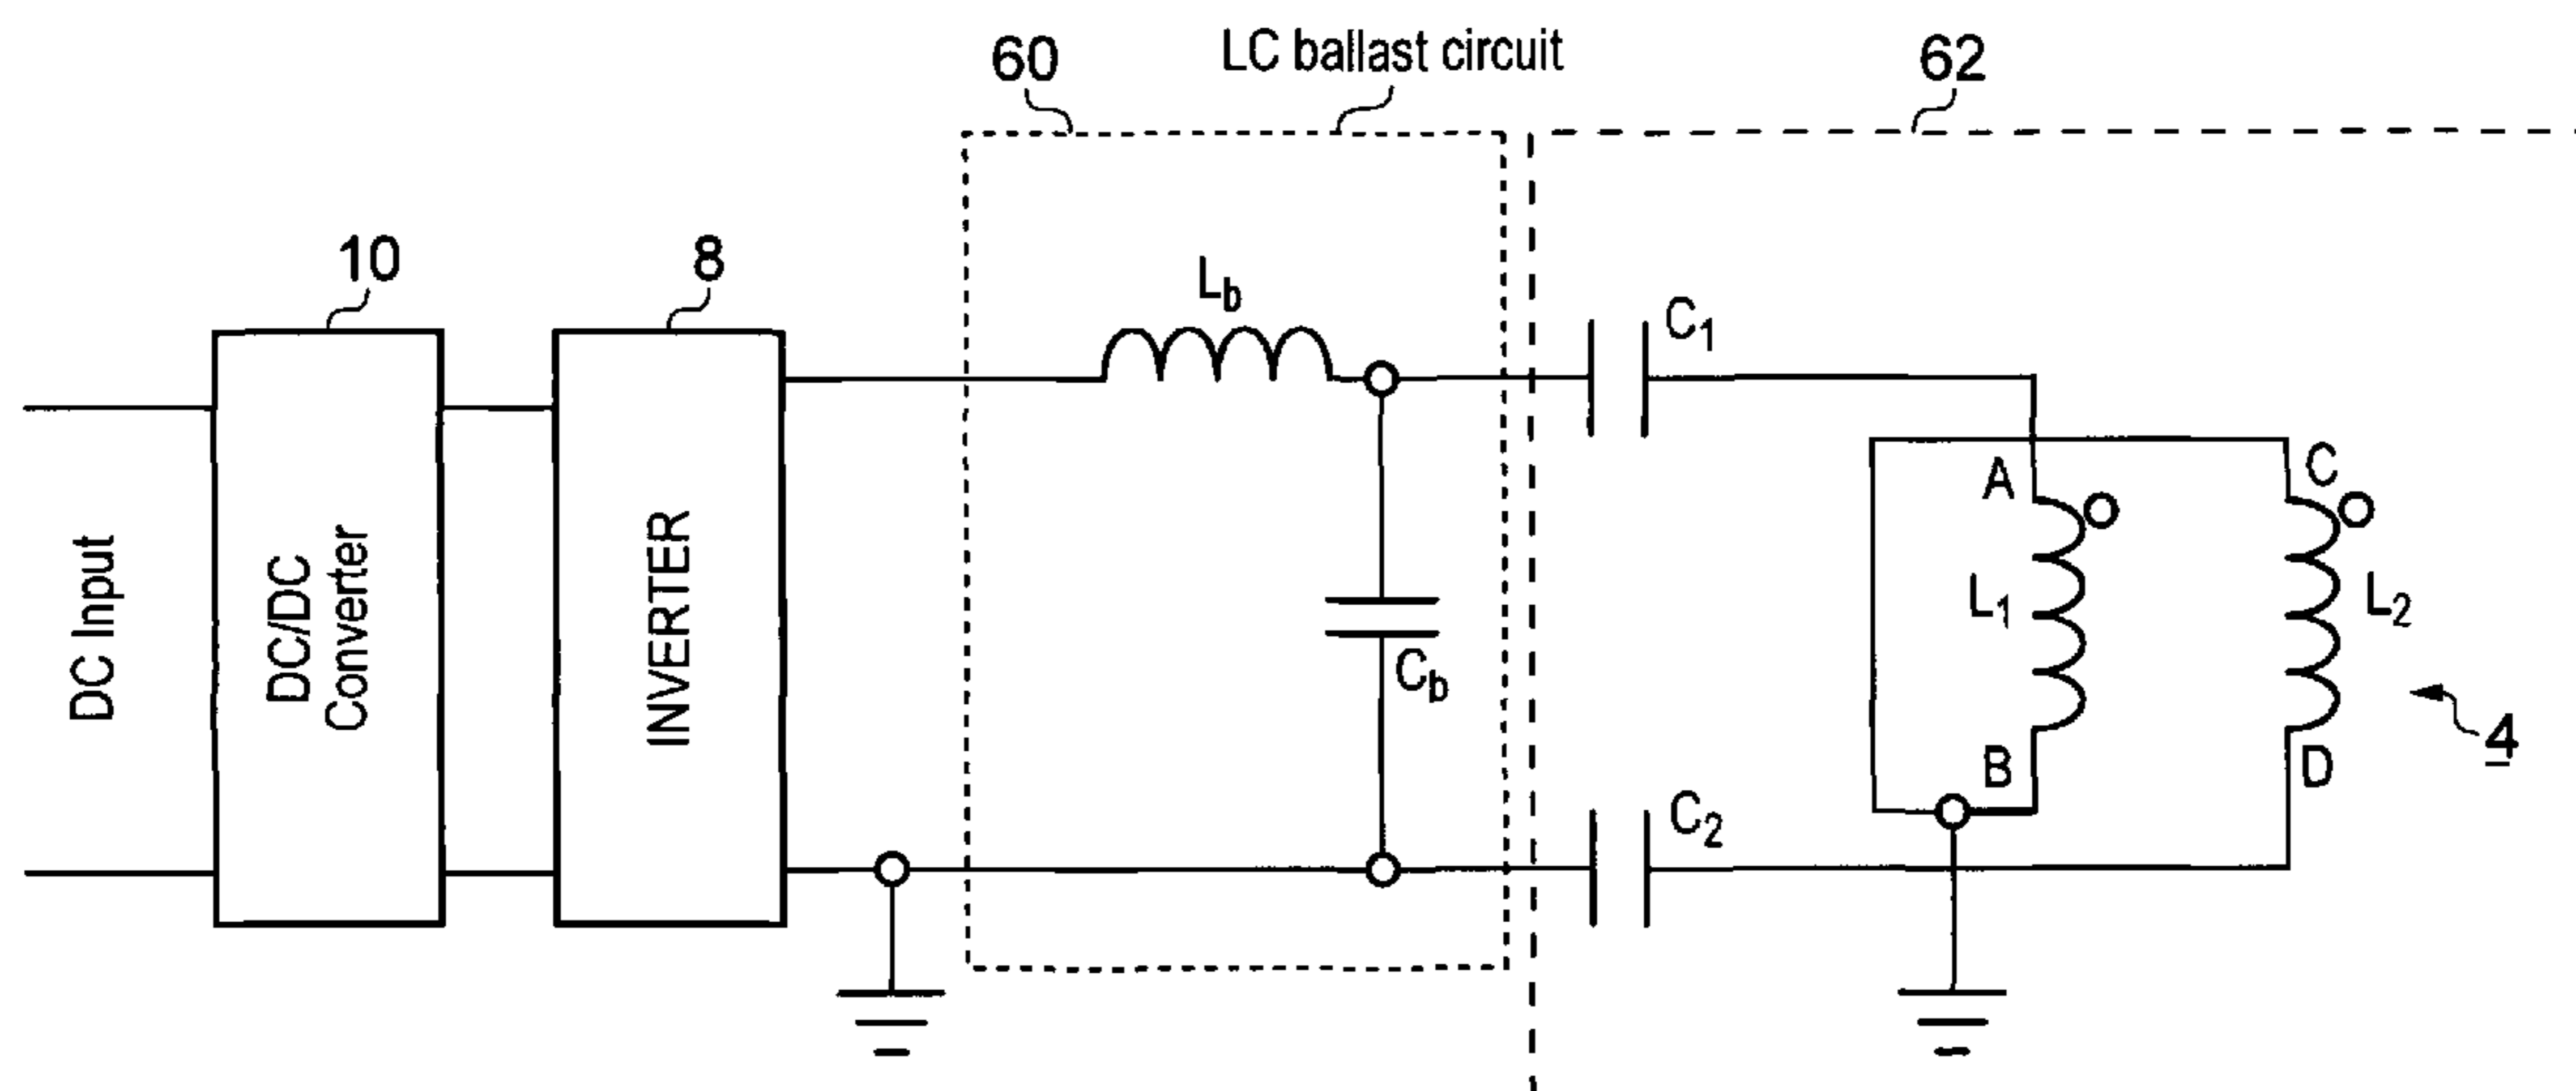 60
LC ballast circuit
62
10
8
DC Input
DC/DC
Converter
INVERTER
Lb
Cb
C1
C2
A
B
L1
C
D
L2
4